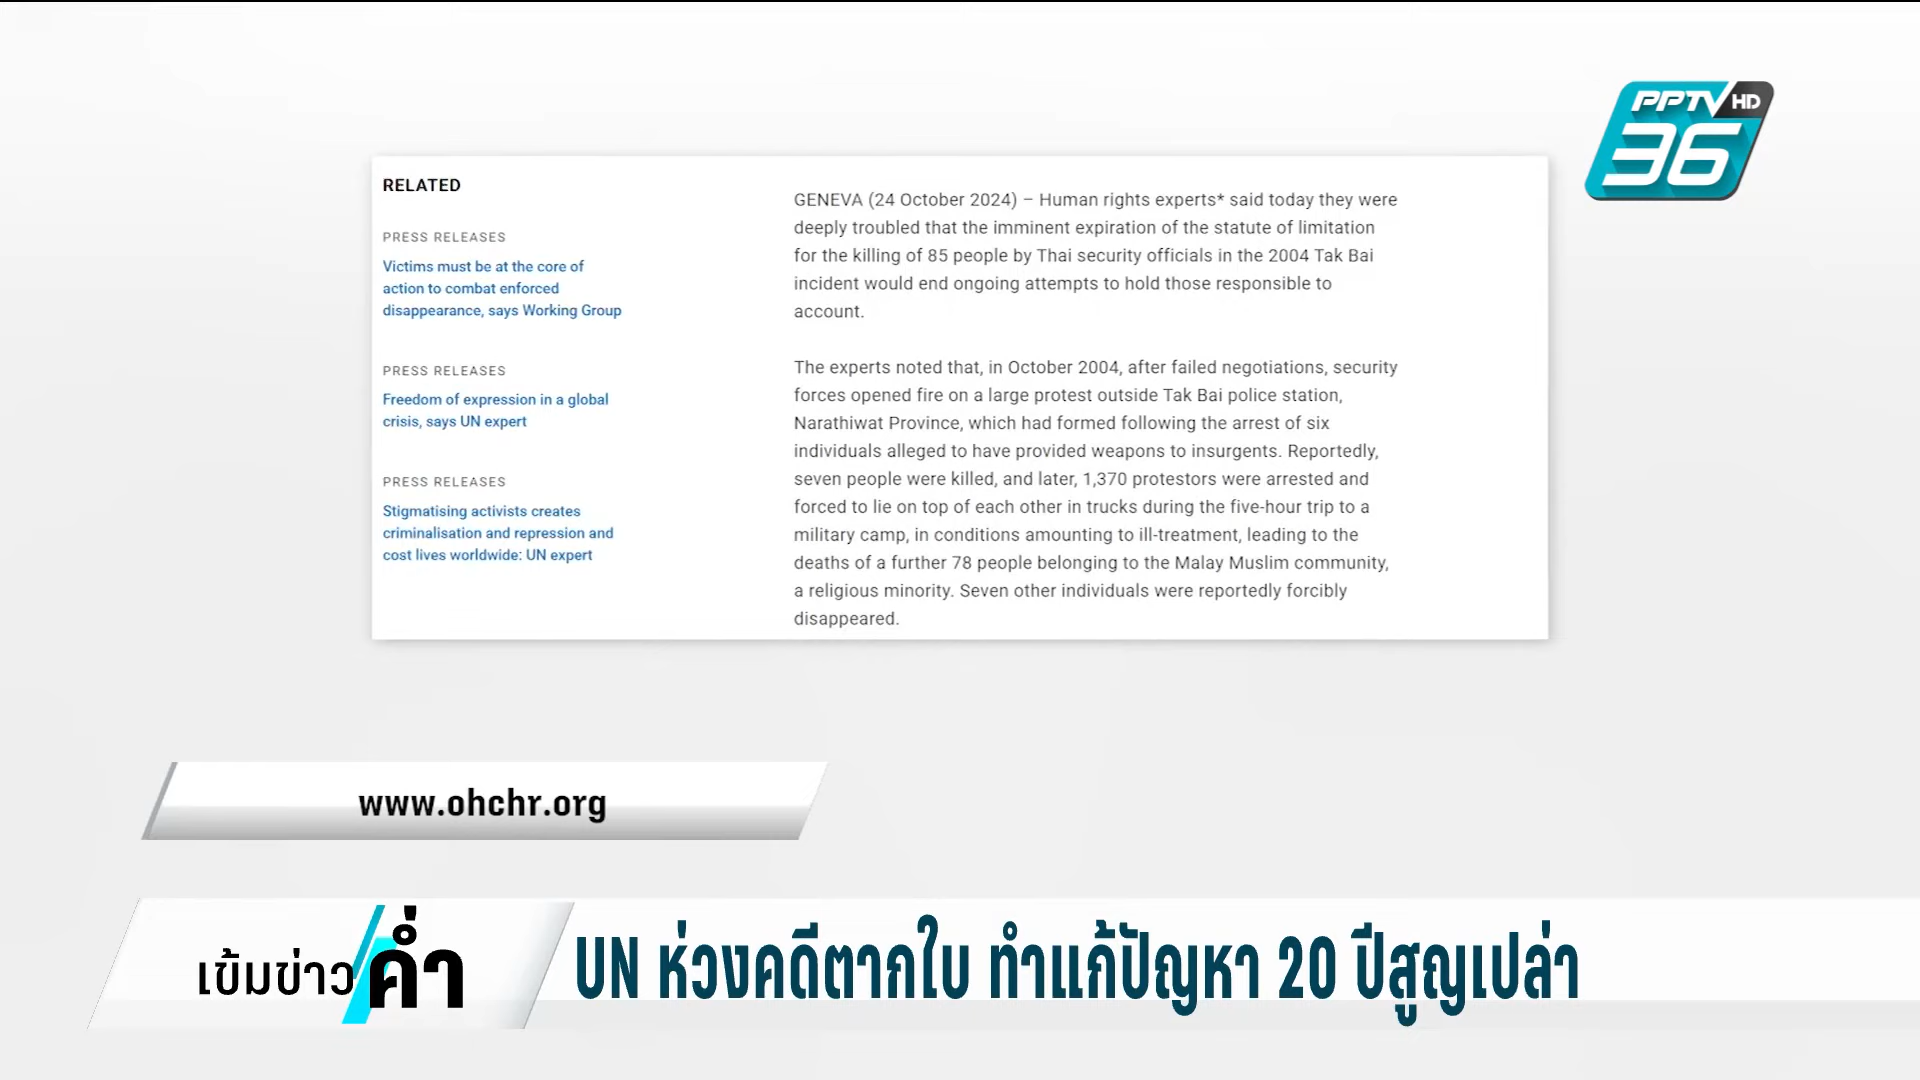 PPTV HD
36
RELATED
PRESS RELEASES
Victims must be at the core of
action to combat enforced
disappearance, says Working Group
PRESS RELEASES
Freedom of expression in a global
crisis, says UN expert
PRESS RELEASES
Stigmatising activists creates
criminalisation and repression and
cost lives worldwide: UN expert
GENEVA (24 October 2024) – Human rights experts* said today they were
deeply troubled that the imminent expiration of the statute of limitation
for the killing of 85 people by Thai security officials in the 2004 Tak Bai
incident would end ongoing attempts to hold those responsible to
account.
The experts noted that, in October 2004, after failed negotiations, security
forces opened fire on a large protest outside Tak Bai police station,
Narathiwat Province, which had formed following the arrest of six
individuals alleged to have provided weapons to insurgents. Reportedly,
seven people were killed, and later, 1,370 protestors were arrested and
forced to lie on top of each other in trucks during the five-hour trip to a
military camp, in conditions amounting to ill-treatment, leading to the
deaths of a further 78 people belonging to the Malay Muslim community,
a religious minority. Seven other individuals were reportedly forcibly
disappeared.
www.ohchr.org
เข้มข่าวค่ำ
UN ห่วงคดีตากใบ ทำแก้ปัญหา 20 ปีสูญเปล่า